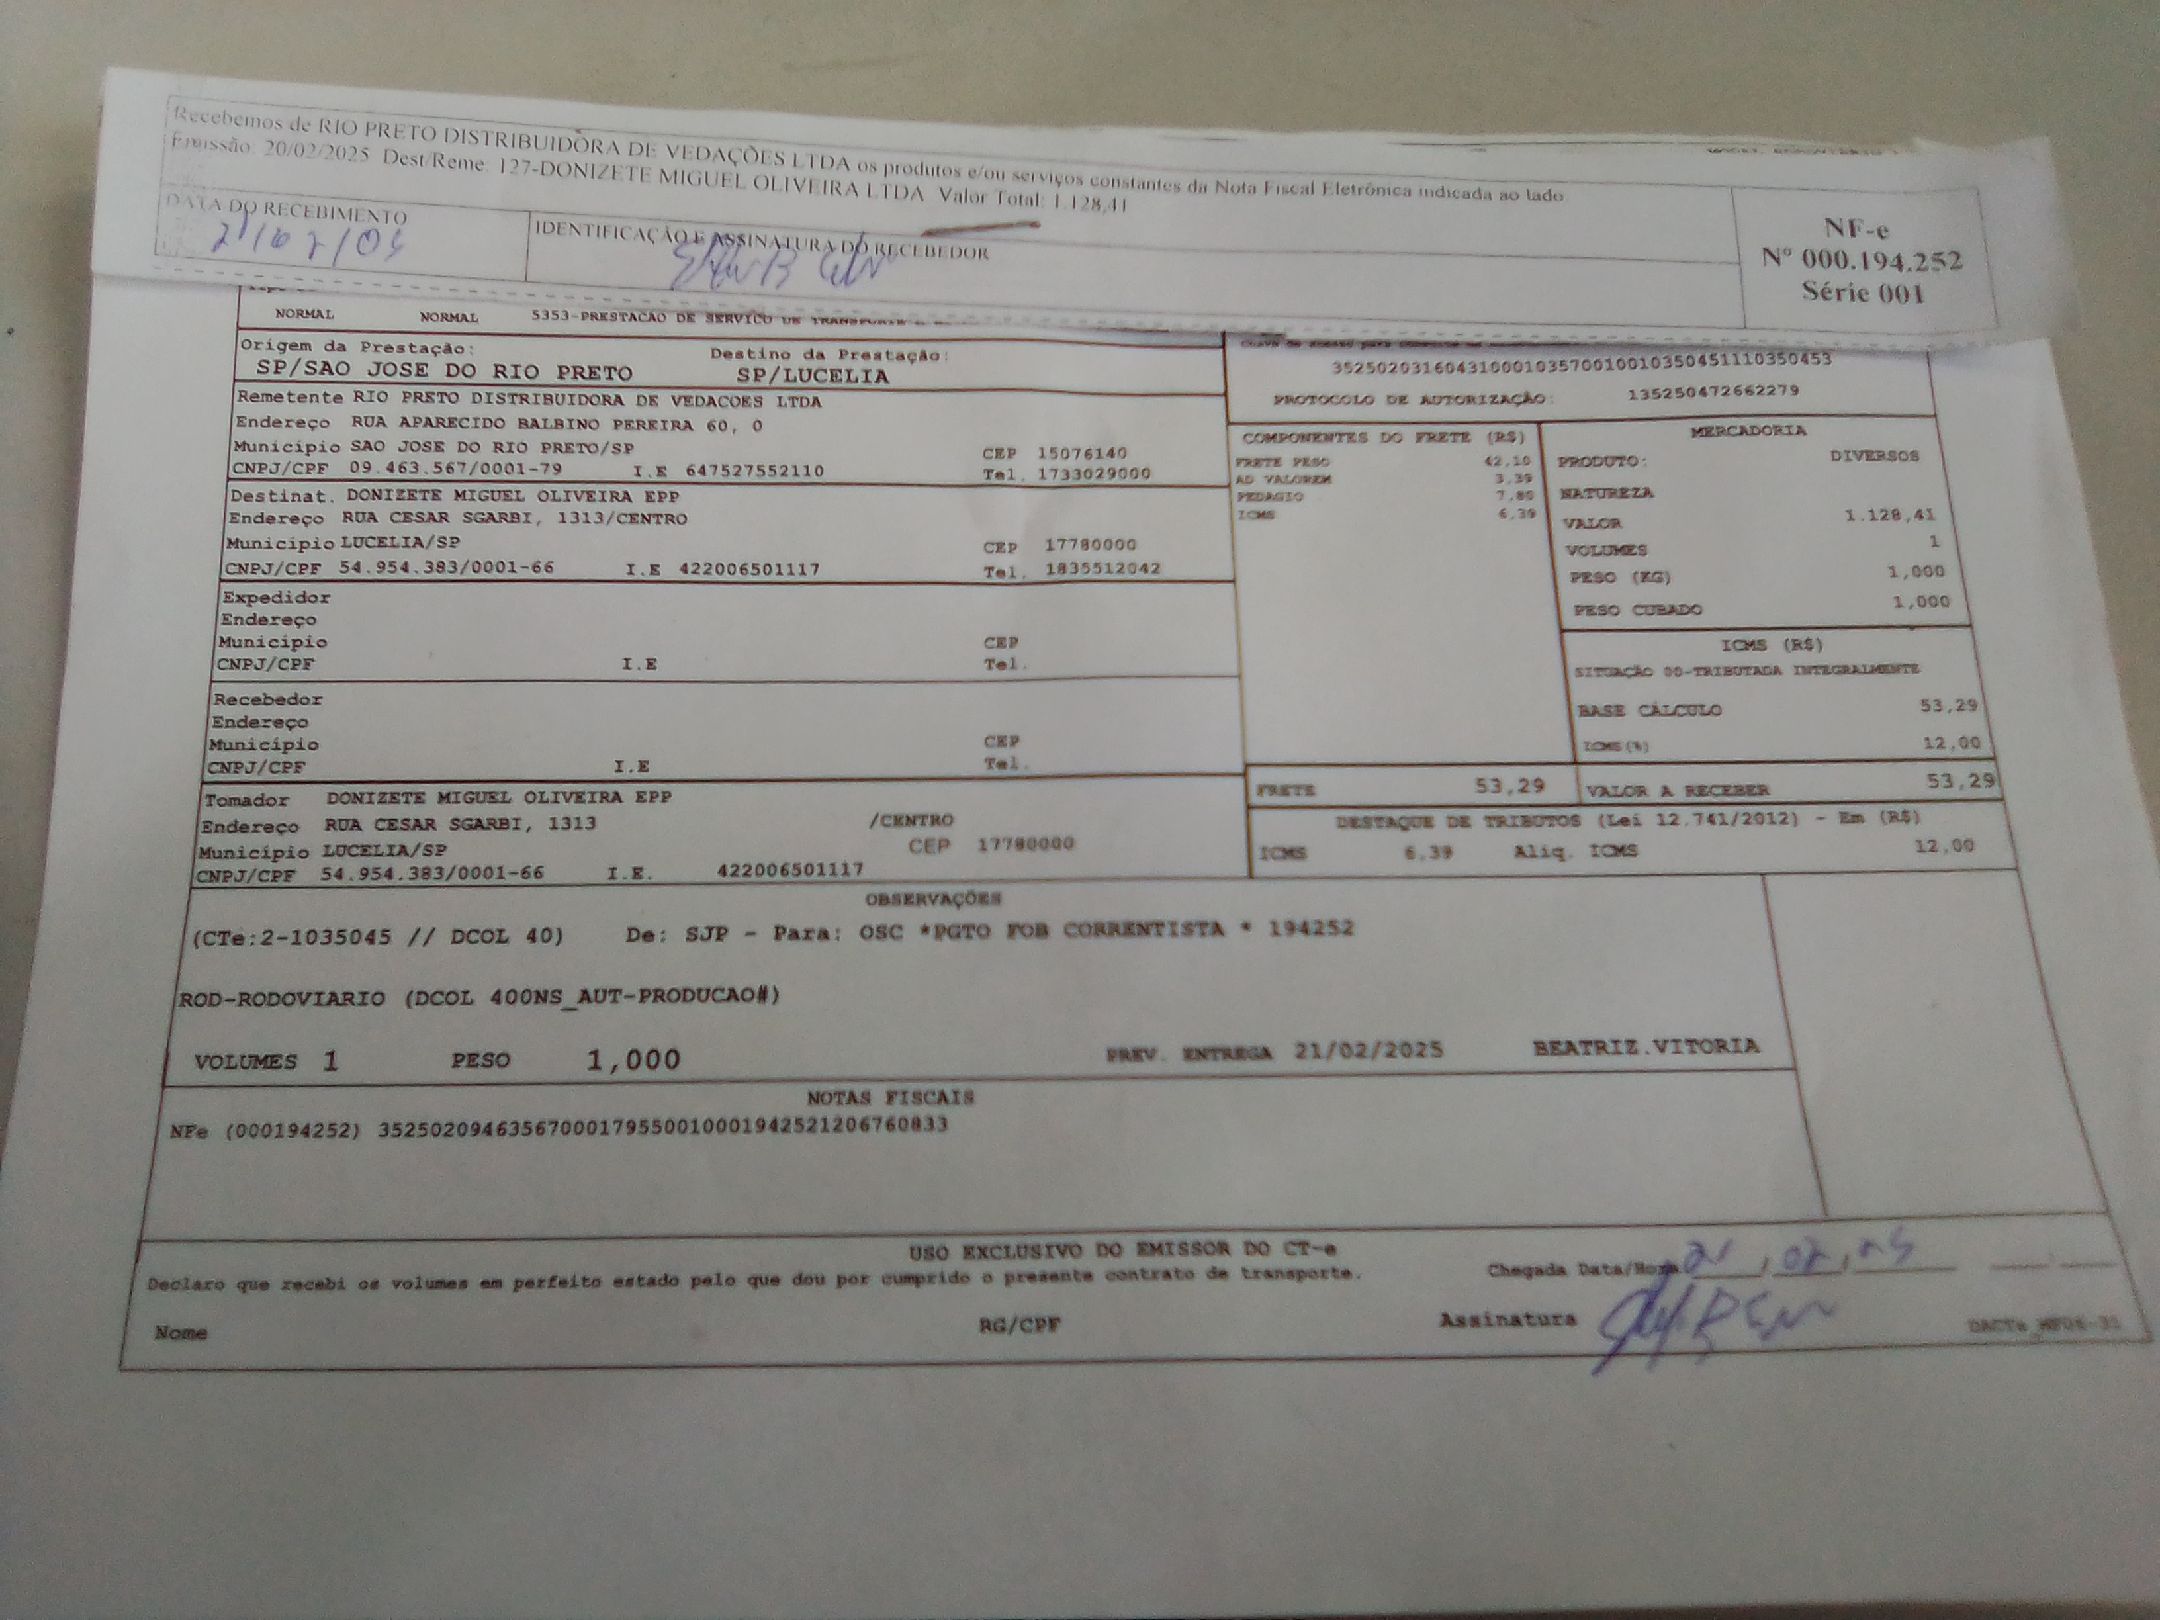 Recebemos de RIO PRETO DISTRIBUIDORA DE VEDAÇÕES LTDA os produtos e/ou serviços constantes da Nota Fiscal Eletrônica indicada ao lado
Emissão: 20/02/2025 Dest/Reme: 127-DONIZETE MIGUEL OLIVEIRA LTDA Valor Total: 1.128,41
DATA DO RECEBIMENTO
IDENTIFICAÇÃO E ASSINATURA DO RECEBEDOR
NF-e
Nº 000.194.252
Série 001
NORMAL NORMAL 5353-PRESTACAO DE SERVICO DE TRANSPORTE
Origem da Prestação: Destino da Prestação:
SP/SAO JOSE DO RIO PRETO SP/LUCELIA
35250203160431000103570010010350451110350453
PROTOCOLO DE AUTORIZAÇÃO: 135250472662279
Remetente RIO PRETO DISTRIBUIDORA DE VEDACOES LTDA
Endereço RUA APARECIDO BALBINO PEREIRA 60, 0
Município SAO JOSE DO RIO PRETO/SP CEP 15076140
CNPJ/CPF 09.463.567/0001-79 I.E 647527552110 Tel. 1733029000
Destinat. DONIZETE MIGUEL OLIVEIRA EPP
Endereço RUA CESAR SGARBI, 1313/CENTRO
Município LUCELIA/SP CEP 17780000
CNPJ/CPF 54.954.383/0001-66 I.E 422006501117 Tel. 1835512042
Expedidor
Endereço
Município CEP
CNPJ/CPF I.E Tel.
Recebedor
Endereço
Município CEP
CNPJ/CPF I.E Tel.
Tomador DONIZETE MIGUEL OLIVEIRA EPP
Endereço RUA CESAR SGARBI, 1313 /CENTRO
Município LUCELIA/SP CEP 17780000
CNPJ/CPF 54.954.383/0001-66 I.E. 422006501117
COMPONENTES DO FRETE (R$)
FRETE PESO 42,10
AD VALOREM 3,39
PEDAGIO 7,80
ICMS 6,39
MERCADORIA
PRODUTO: DIVERSOS
NATUREZA
VALOR 1.128,41
VOLUMES 1
PESO (KG) 1,000
PESO CUBADO 1,000
ICMS (R$)
SITUAÇÃO 00-TRIBUTADA INTEGRALMENTE
BASE CÁLCULO 53,29
ICMS(%) 12,00
FRETE 53,29 VALOR A RECEBER 53,29
DESTAQUE DE TRIBUTOS (Lei 12.741/2012) - Em (R$)
ICMS 6,39 Aliq. ICMS 12,00
OBSERVAÇÕES
(CTe:2-1035045 // DCOL 40) De: SJP - Para: OSC *PGTO FOB CORRENTISTA * 194252
ROD-RODOVIARIO (DCOL 400NS_AUT-PRODUCAO#)
VOLUMES 1 PESO 1,000 PREV. ENTREGA 21/02/2025 BEATRIZ.VITORIA
NOTAS FISCAIS
NFe (000194252) 35250209463567000179550010001942521206760833
USO EXCLUSIVO DO EMISSOR DO CT-e
Declaro que recebi os volumes em perfeito estado pelo que dou por cumprido o presente contrato de transporte. Chegada Data/Hora 21, 02, 25
Nome RG/CPF Assinatura